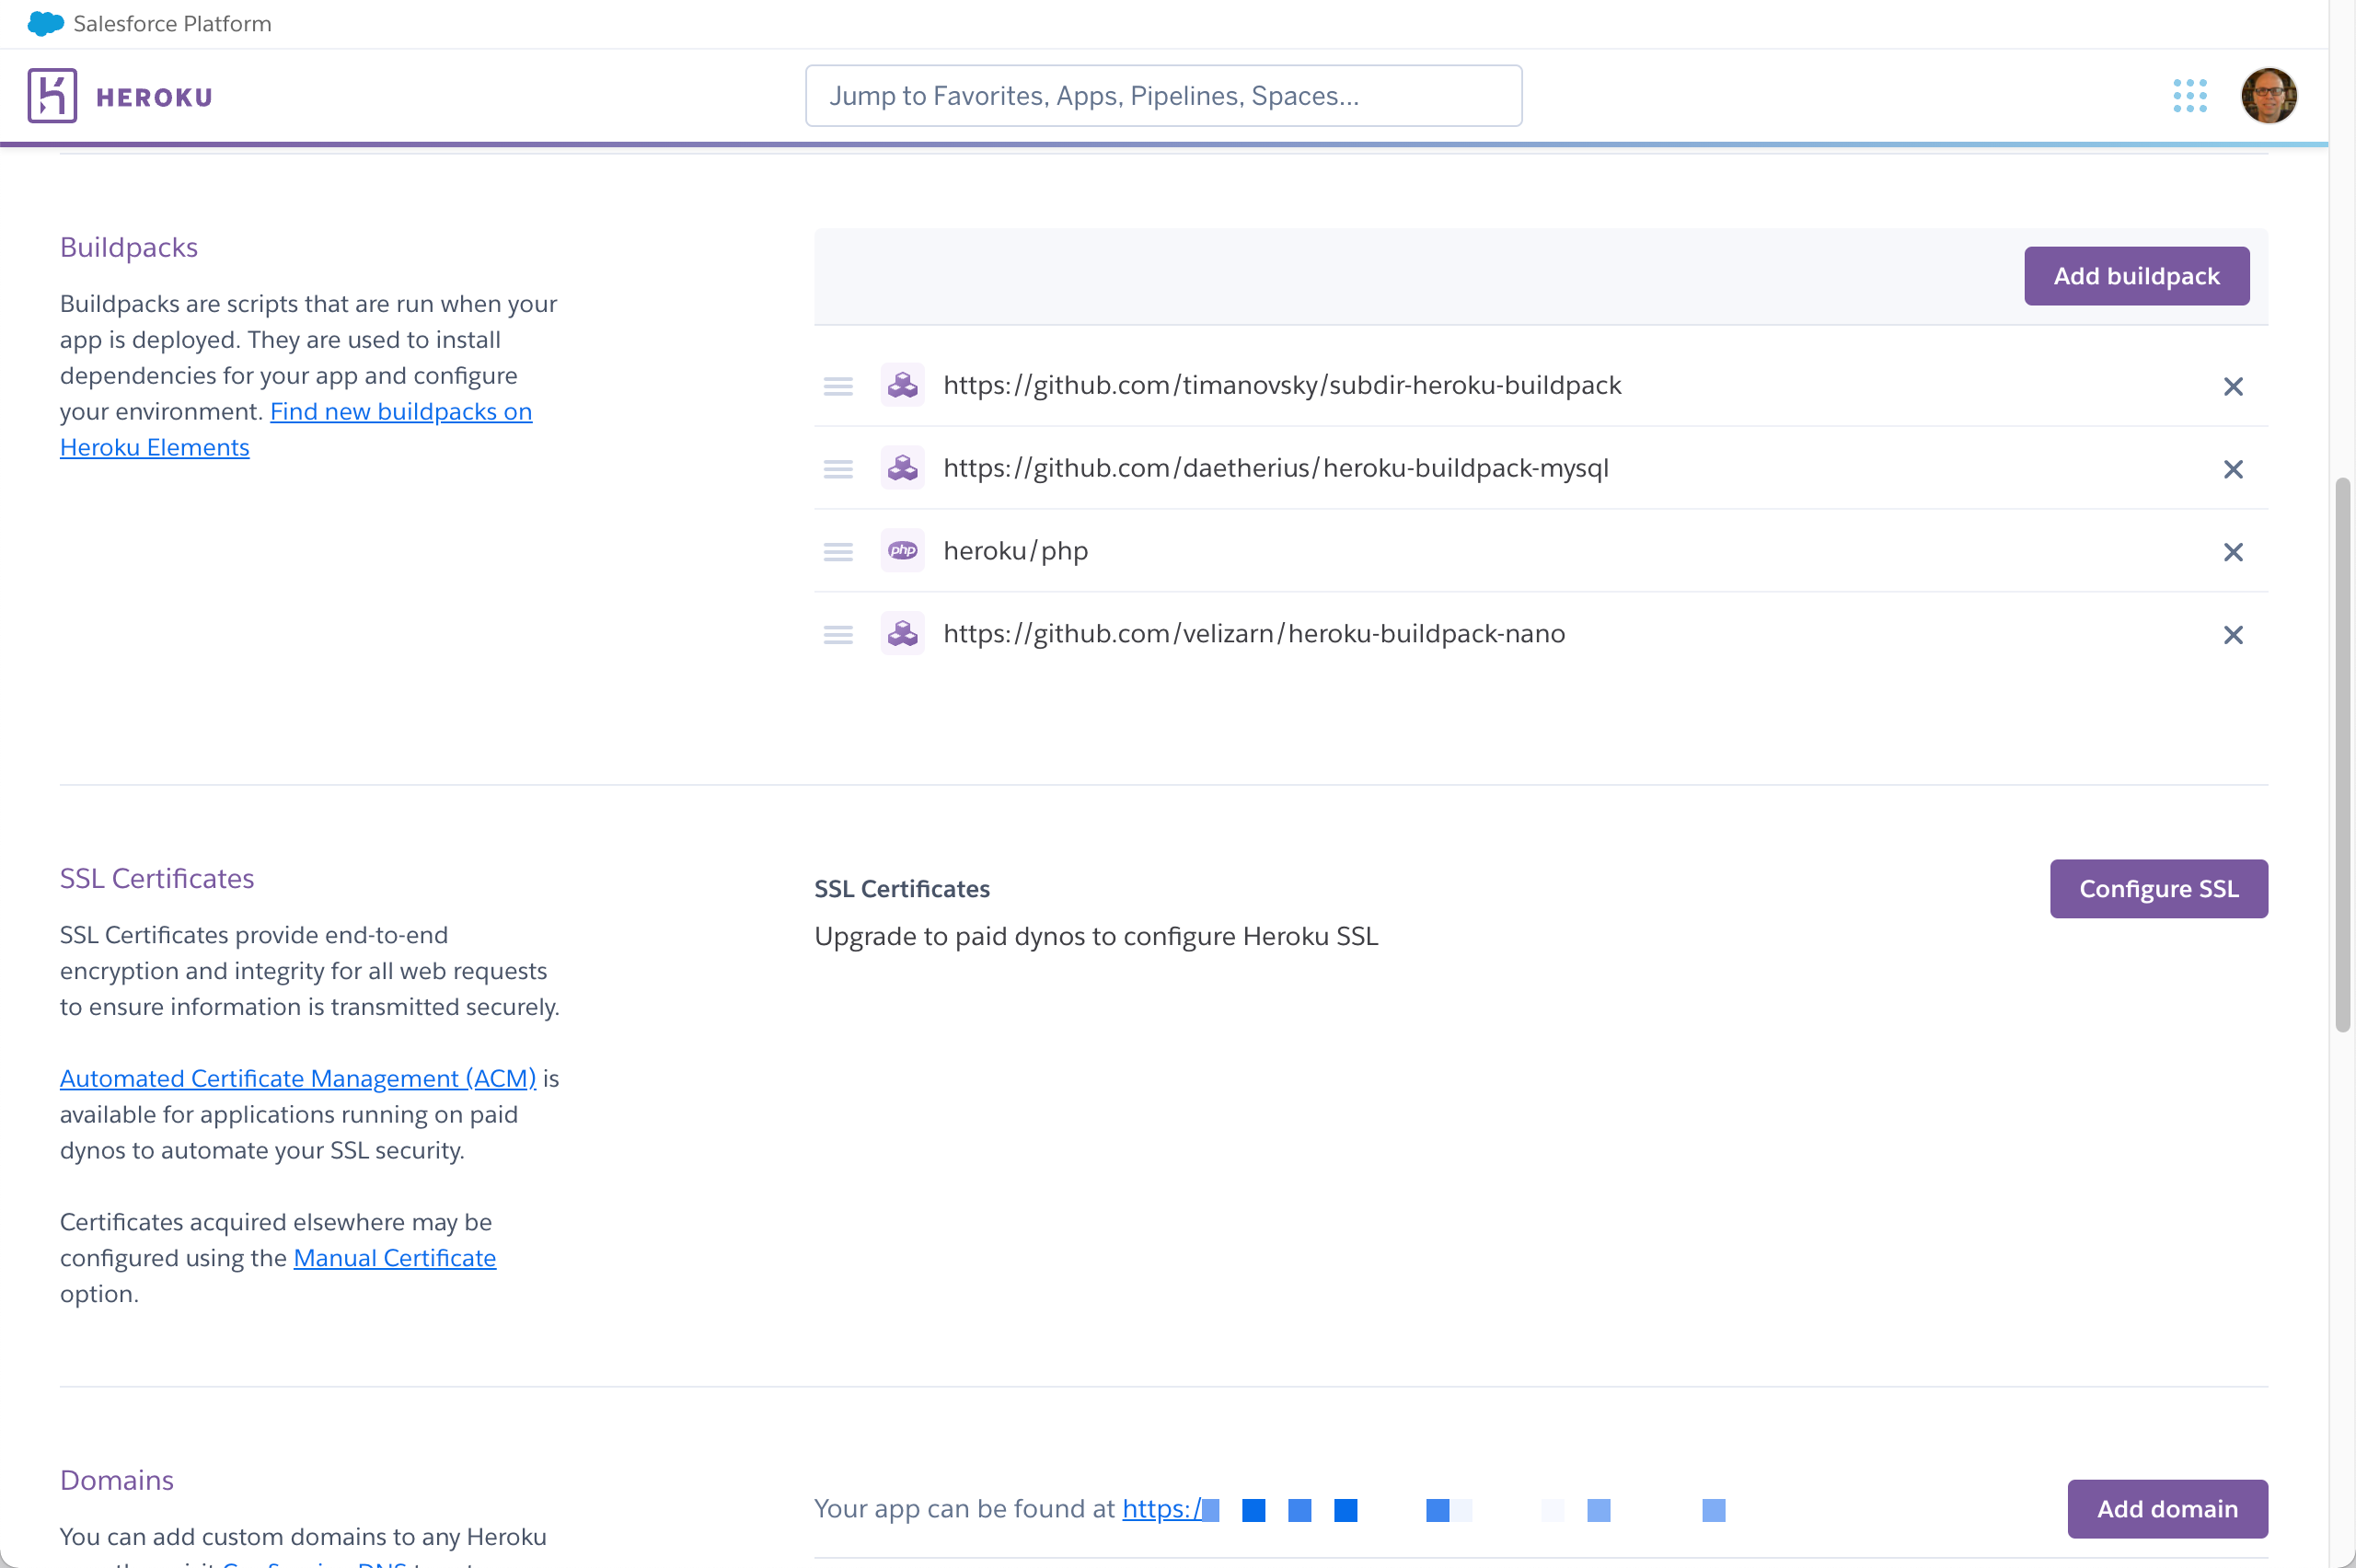 Salesforce Platform
HEROKU
Jump to Favorites, Apps, Pipelines, Spaces...
Buildpacks
Buildpacks are scripts that are run when your
app is deployed. They are used to install
dependencies for your app and configure
your environment. Find new buildpacks on
Heroku Elements
Add buildpack
https://github.com/timanovsky/subdir-heroku-buildpack
https://github.com/daetherius/heroku-buildpack-mysql
php
heroku/php
https://github.com/velizarn/heroku-buildpack-nano
SSL Certificates
SSL Certificates provide end-to-end
encryption and integrity for all web requests
to ensure information is transmitted securely.
Automated Certificate Management (ACM) is
available for applications running on paid
dynos to automate your SSL security.
Certificates acquired elsewhere may be
configured using the Manual Certificate
option.
SSL Certificates
Upgrade to paid dynos to configure Heroku SSL
Configure SSL
Domains
You can add custom domains to any Heroku
Your app can be found at https:/
Add domain